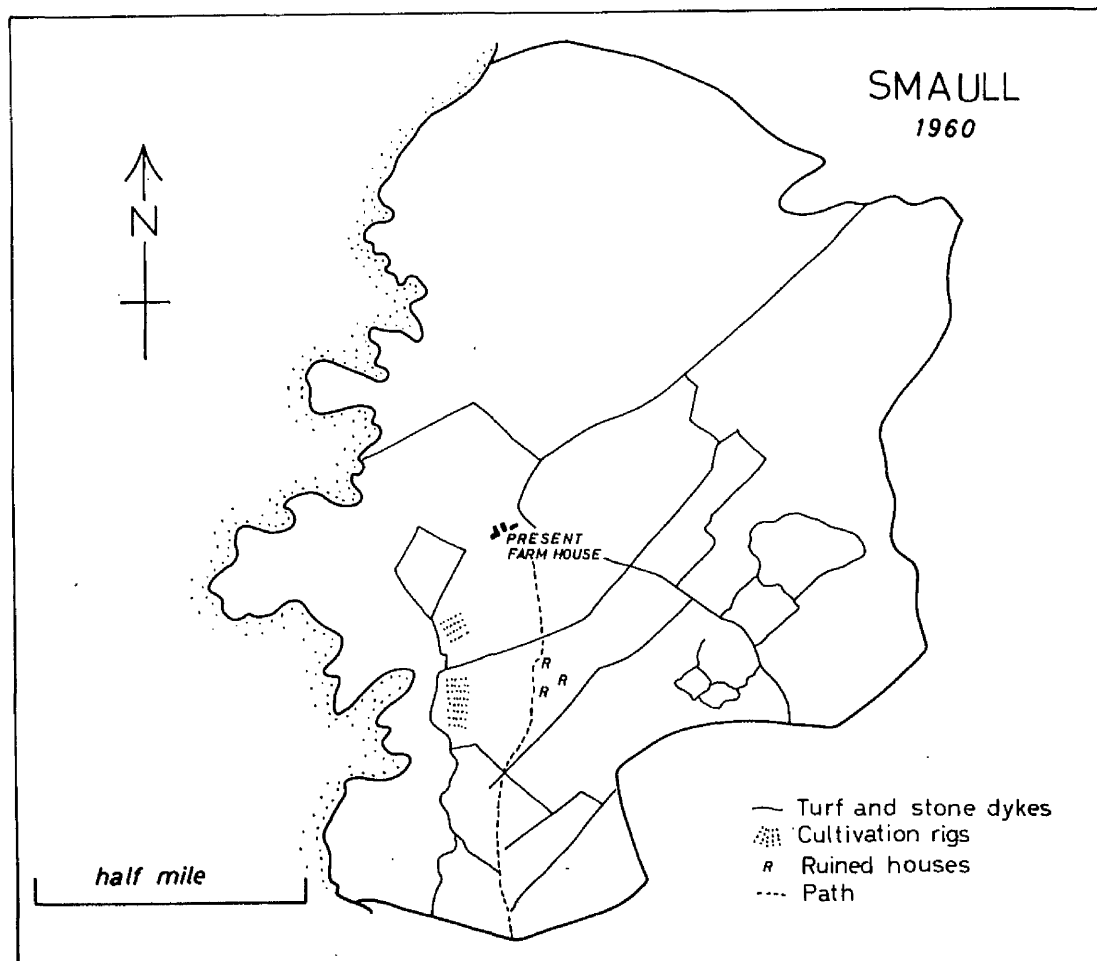 SMAULL
1960
N
PRESENT
FARM HOUSE
R
R
R
Turf and stone dykes
Cultivation rigs
R Ruined houses
Path
half mile